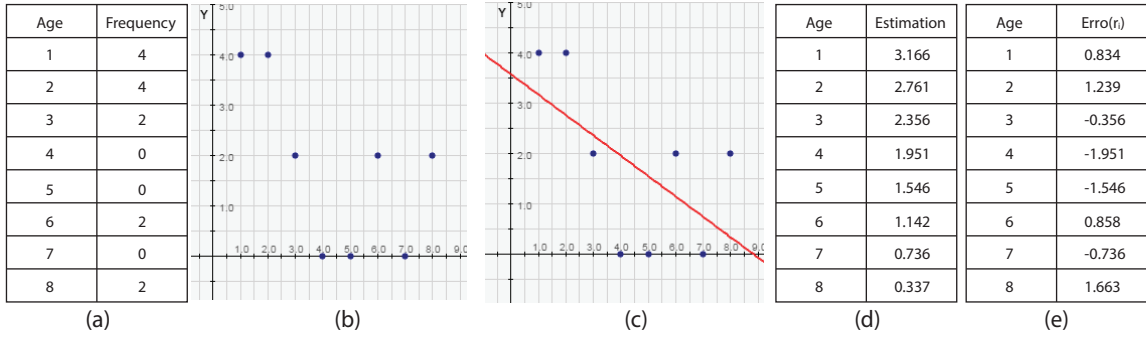 Age Frequency
1 4
2 4
3 2
4 0
5 0
6 2
7 0
8 2
(a)
Y
5.0
4.0
3.0
2.0
1.0
1.0 2.0 3.0 4.0 5.0 6.0 7.0 8.0 9.0
(b)
Y
5.0
4.0
3.0
2.0
1.0
1.0 2.0 3.0 4.0 5.0 6.0 7.0 8.0 9.0
(c)
Age Estimation
1 3.166
2 2.761
3 2.356
4 1.951
5 1.546
6 1.142
7 0.736
8 0.337
(d)
Age Erro(rᵢ)
1 0.834
2 1.239
3 -0.356
4 -1.951
5 -1.546
6 0.858
7 -0.736
8 1.663
(e)